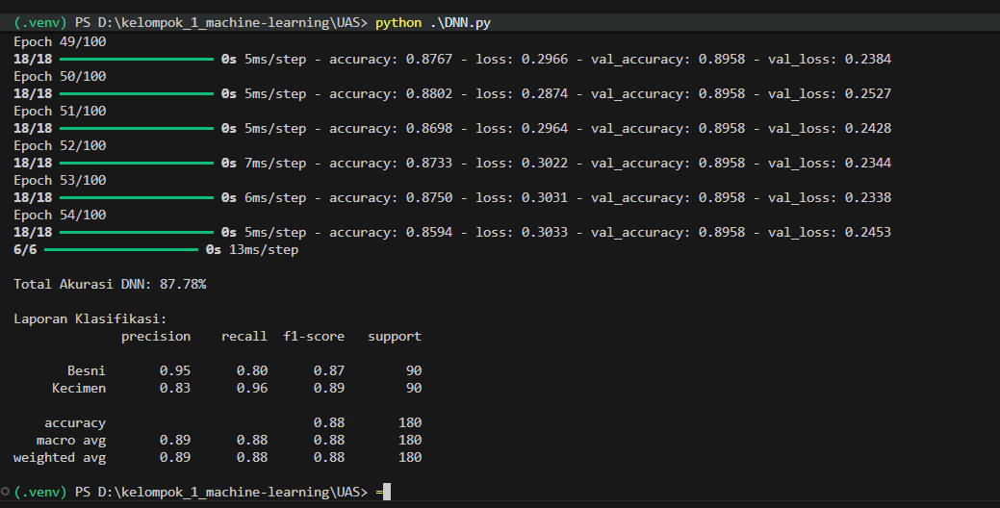 (.venv) PS D:\kelompok_1_machine-learning\UAS> python .\DNN.py
Epoch 49/100
18/18 ━━━━━━━━━━━━━━━━━━━━ 0s 5ms/step - accuracy: 0.8767 - loss: 0.2966 - val_accuracy: 0.8958 - val_loss: 0.2384
Epoch 50/100
18/18 ━━━━━━━━━━━━━━━━━━━━ 0s 5ms/step - accuracy: 0.8802 - loss: 0.2874 - val_accuracy: 0.8958 - val_loss: 0.2527
Epoch 51/100
18/18 ━━━━━━━━━━━━━━━━━━━━ 0s 5ms/step - accuracy: 0.8698 - loss: 0.2964 - val_accuracy: 0.8958 - val_loss: 0.2428
Epoch 52/100
18/18 ━━━━━━━━━━━━━━━━━━━━ 0s 7ms/step - accuracy: 0.8733 - loss: 0.3022 - val_accuracy: 0.8958 - val_loss: 0.2344
Epoch 53/100
18/18 ━━━━━━━━━━━━━━━━━━━━ 0s 6ms/step - accuracy: 0.8750 - loss: 0.3031 - val_accuracy: 0.8958 - val_loss: 0.2338
Epoch 54/100
18/18 ━━━━━━━━━━━━━━━━━━━━ 0s 5ms/step - accuracy: 0.8594 - loss: 0.3033 - val_accuracy: 0.8958 - val_loss: 0.2453
6/6 ━━━━━━━━━━━━━━━━━━━━ 0s 13ms/step
Total Akurasi DNN: 87.78%
Laporan Klasifikasi:
precision recall f1-score support
Besni 0.95 0.80 0.87 90
Kecimen 0.83 0.96 0.89 90
accuracy 0.88 180
macro avg 0.89 0.88 0.88 180
weighted avg 0.89 0.88 0.88 180
(.venv) PS D:\kelompok_1_machine-learning\UAS> =